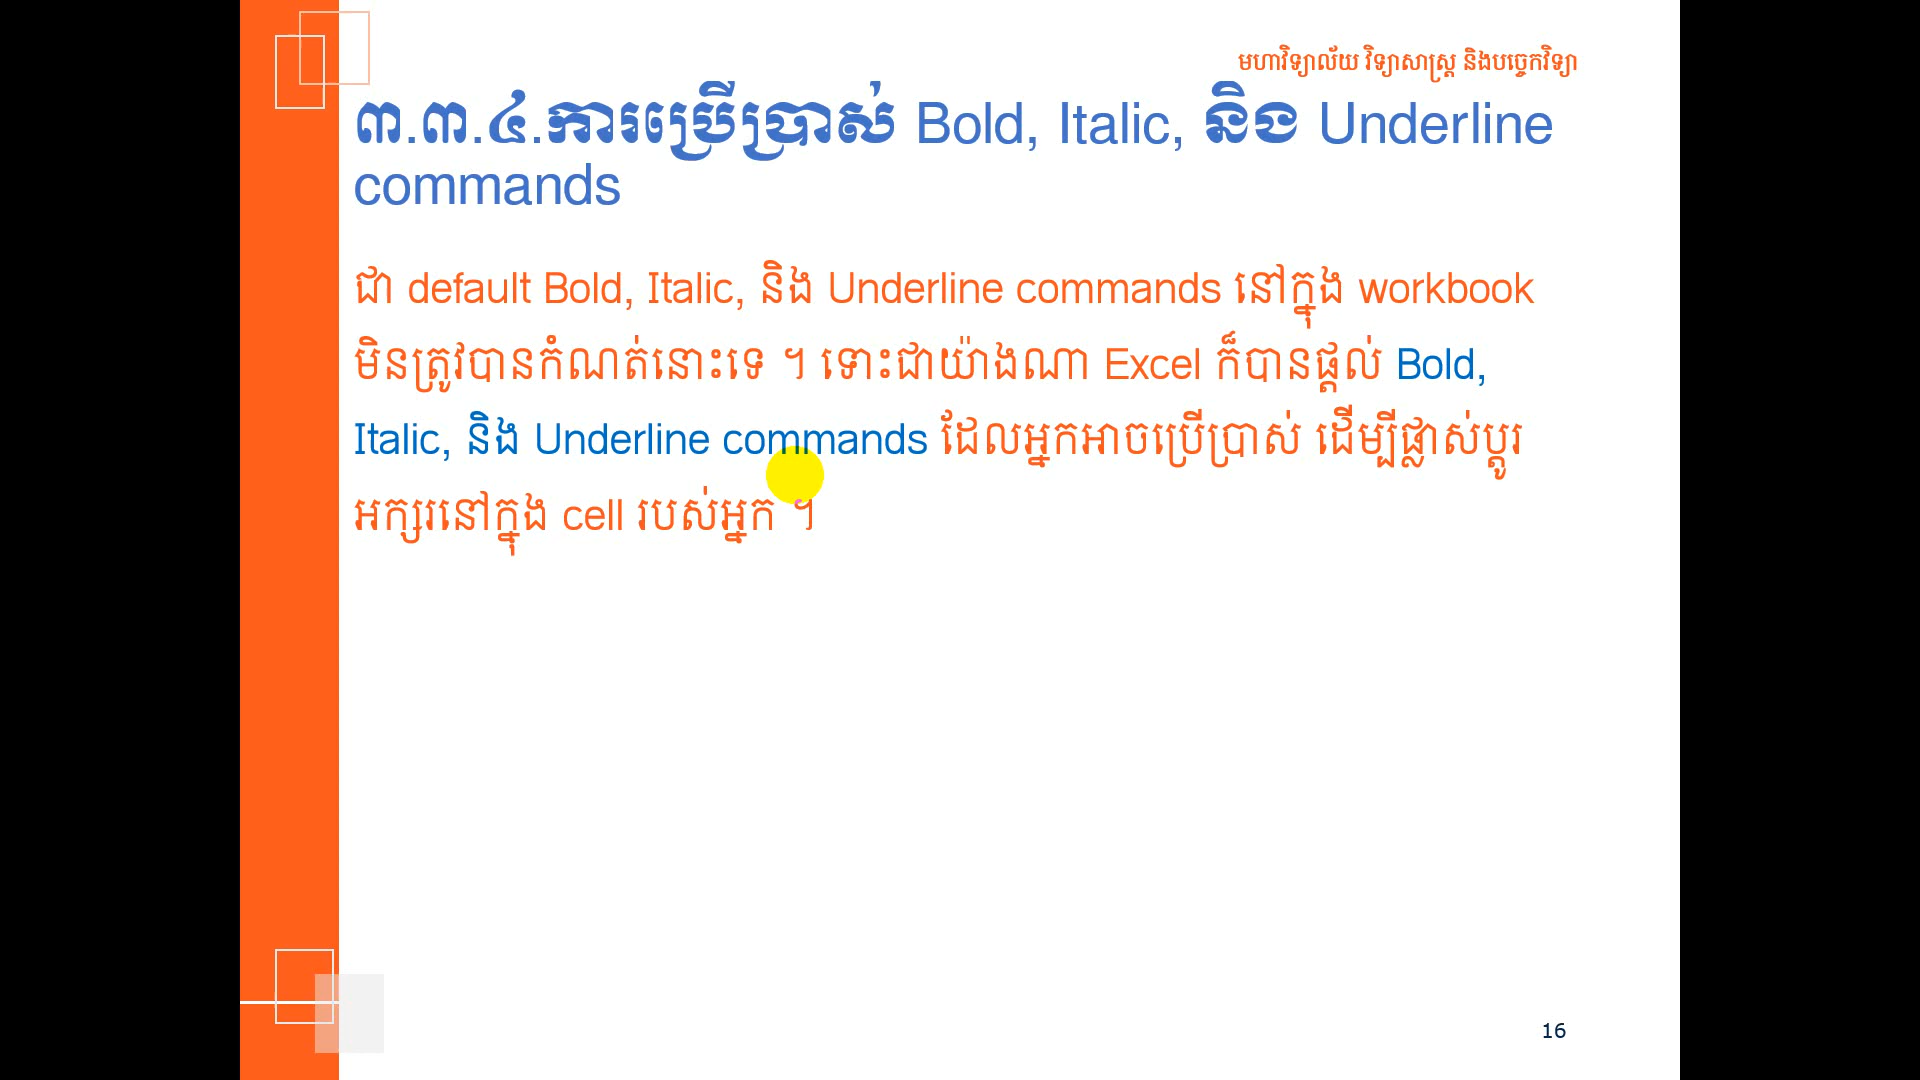 មហាវិទ្យាល័យ វិទ្យាសាស្ត្រ និងបច្ចេកវិទ្យា
៣.៣.៤.ការប្រើប្រាស់ Bold, Italic, និង Underline
commands
ជា default Bold, Italic, និង Underline commands នៅក្នុង workbook
មិនត្រូវបានកំណត់នោះទេ ។ ទោះជាយ៉ាងណា Excel ក៏បានផ្តល់ Bold,
Italic, និង Underline commands ដែលអ្នកអាចប្រើប្រាស់ ដើម្បីផ្លាស់ប្តូរ
អក្សរនៅក្នុង cell របស់អ្នក ។
16